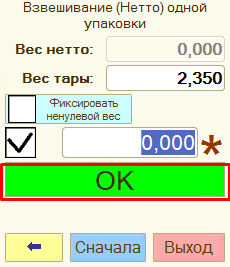 Взвешивание (Нетто) одной
упаковки
Вес нетто: 0,000
Вес тары: 2,350
Фиксировать
ненулевой вес
0,000 *
OK
Сначала Выход